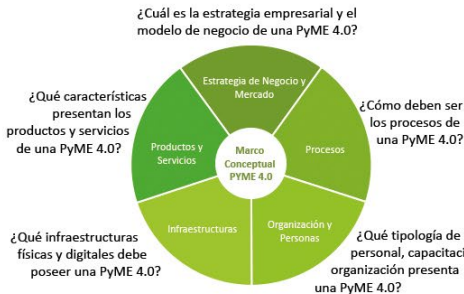 ¿Cuál es la estrategia empresarial y el
modelo de negocio de una PyME 4.0?
Estrategia de Negocio y
Mercado
¿Qué características
presentan los
productos y servicios
de una PyME 4.0?
¿Cómo deben ser
los procesos de
una PyME 4.0?
Productos y
Servicios
Marco
Conceptual
PYME 4.0
Procesos
Infraestructuras
Organización y
Personas
¿Qué infraestructuras
físicas y digitales debe
poseer una PyME 4.0?
¿Qué tipología de
personal, capacitaci
organización presenta
una PyME 4.0?